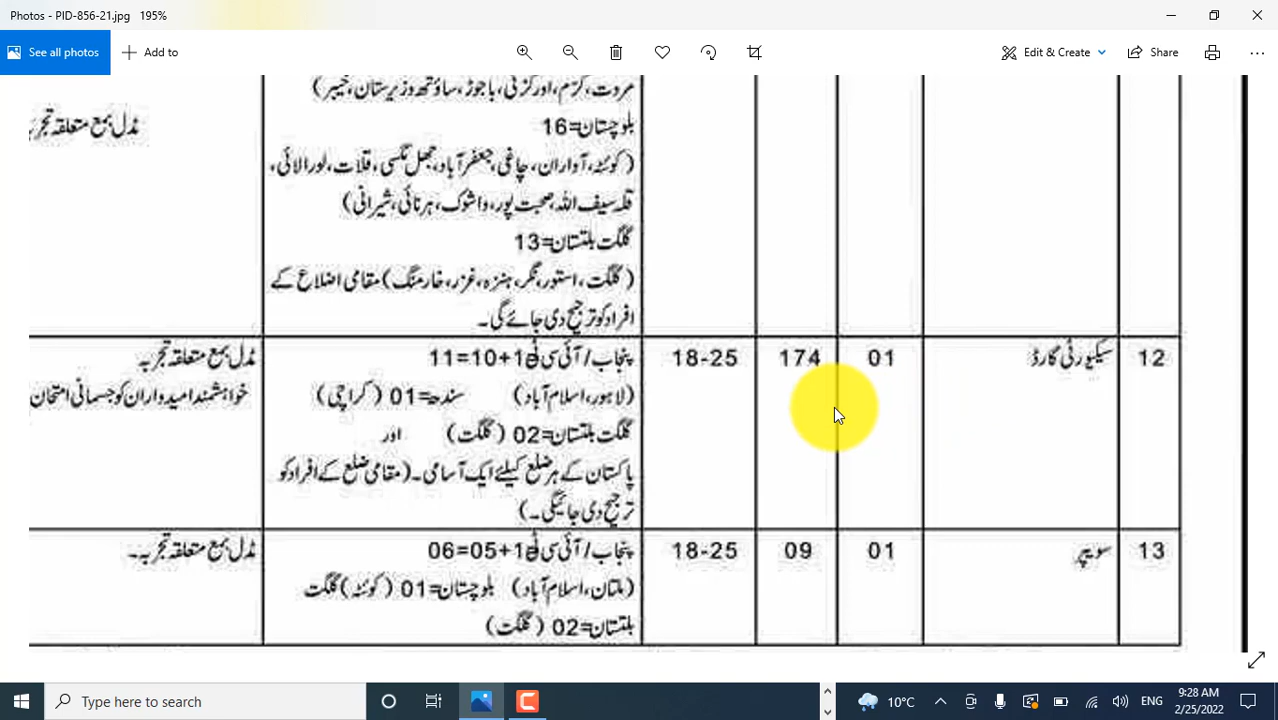 Photos - PID-856-21.jpg 195%
See all photos
Add to
Edit & Create
Share
مروت، کرم، اورکزئی، باجوڑ، ساؤتھ وزیرستان، خیبر)
بلوچستان=16
مڈل بمع متعلقہ تجربہ
(کوئٹہ، آواران، چاغی، جعفرآباد، جھل مگسی، قلات، لورالائی،
قلہ سیف اللہ، صحبت پور، واشوک، ہرنائی، شیرانی)
گلگت بلتستان=13
(گلگت، استور، نگر، ہنزہ، غزر، خارمنگ) مقامی اضلاع کے
افراد کو ترجیح دی جائے گی۔
12 سیکیورٹی گارڈ 01 174 18-25 پنجاب/ آئی سی ٹی 1+10=11 مڈل بمع متعلقہ تجربہ
(لاہور، اسلام آباد) سندھ=01 (کراچی) خواہشمند امیدواران کو جسمانی امتحان
گلگت بلتستان=02 (گلگت) اور
پاکستان کے ہر ضلع کیلئے ایک آسامی۔ (مقامی ضلع کے افراد کو
ترجیح دی جائیگی۔)
13 سویپر 01 09 18-25 پنجاب/ آئی سی ٹی 1+05=06 مڈل بمع متعلقہ تجربہ۔
(ملتان، اسلام آباد) بلوچستان=01 (کوئٹہ) گلگت
بلتستان=02 (گلگت)
Type here to search
10°C
ENG
9:28 AM
2/25/2022